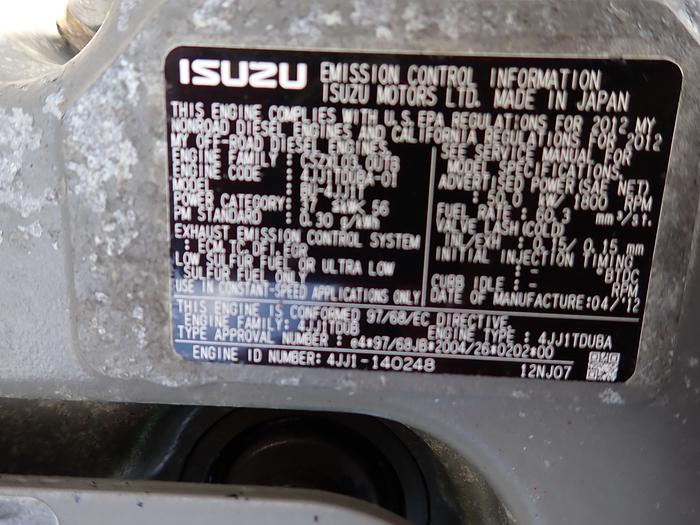 ISUZU EMISSION CONTROL INFORMATION
ISUZU MOTORS LTD. MADE IN JAPAN
THIS ENGINE COMPLIES WITH U.S.EPA REGULATIONS FOR 2012 MY
NONROAD DIESEL ENGINES AND CALIFORNIA REGULATIONS FOR 2012
MY OFF-ROAD DIESEL ENGINES.
ENGINE FAMILY : CSZXL03.0UTB
ENGINE CODE : 4JJ1TDUBA-01
MODEL : BU-4JJ1T
POWER CATEGORY: 37 ≤kW< 56
PM STANDARD : 0.30 g/kWh
EXHAUST EMISSION CONTROL SYSTEM
: ECM,TC,DFI,EGR
LOW SULFUR FUEL OR ULTRA LOW
SULFUR FUEL ONLY
USE IN CONSTANT-SPEED APPLICATIONS ONLY
SEE SERVICE MANUAL FOR
MODEL SPECIFICATIONS.
ADVERTISED POWER(SAE NET)
: 50.0 kW/ 1800 RPM
FUEL RATE : 60.3 mm³/st.
VALVE LASH(COLD)
INL/EXH : 0.15/ 0.15 mm
INITIAL INJECTION TIMING
: - °BTDC
CURB IDLE : - RPM
DATE OF MANUFACTURE:04/'12
THIS ENGINE IS CONFORMED 97/68/EC DIRECTIVE
ENGINE FAMILY: 4JJ1TDUB ENGINE TYPE : 4JJ1TDUBA
TYPE APPROVAL NUMBER : e4*97/68JB*2004/26*0202*00
ENGINE ID NUMBER: 4JJ1-140248 12NJ07